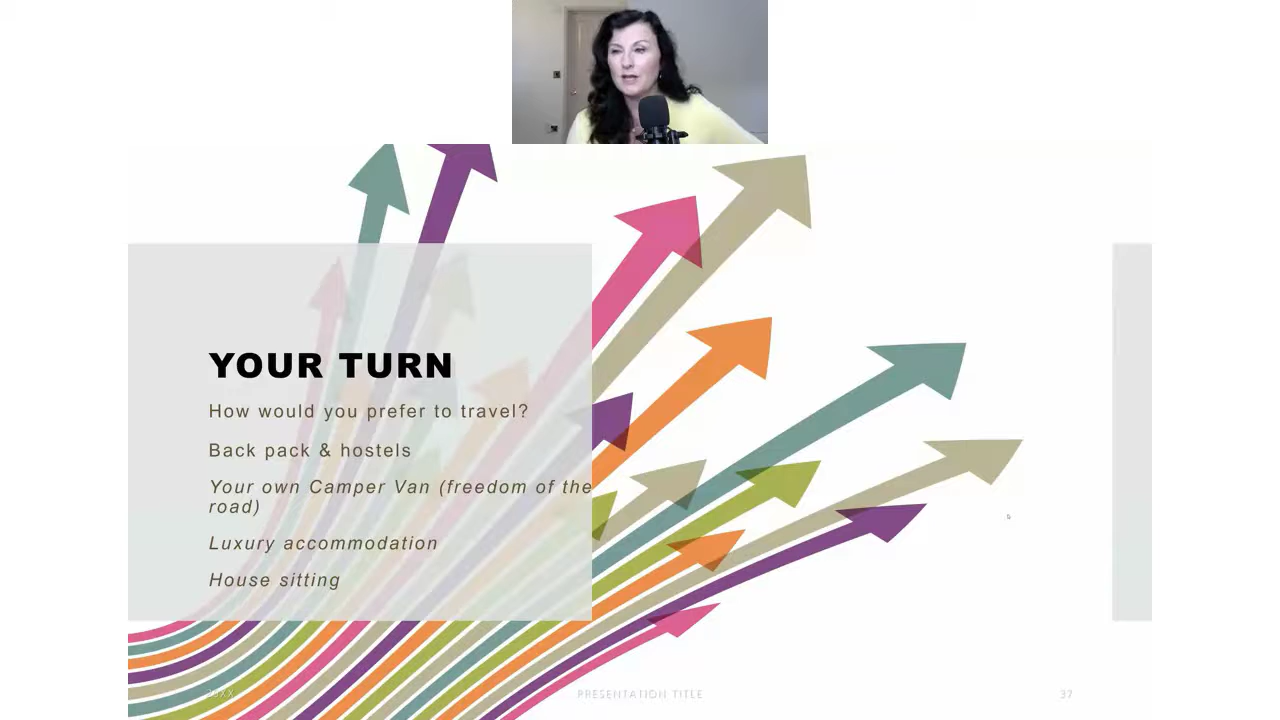 YOUR TURN
How would you prefer to travel?
Back pack & hostels
Your own Camper Van (freedom of the
road)
Luxury accommodation
House sitting
20XX
PRESENTATION TITLE
37